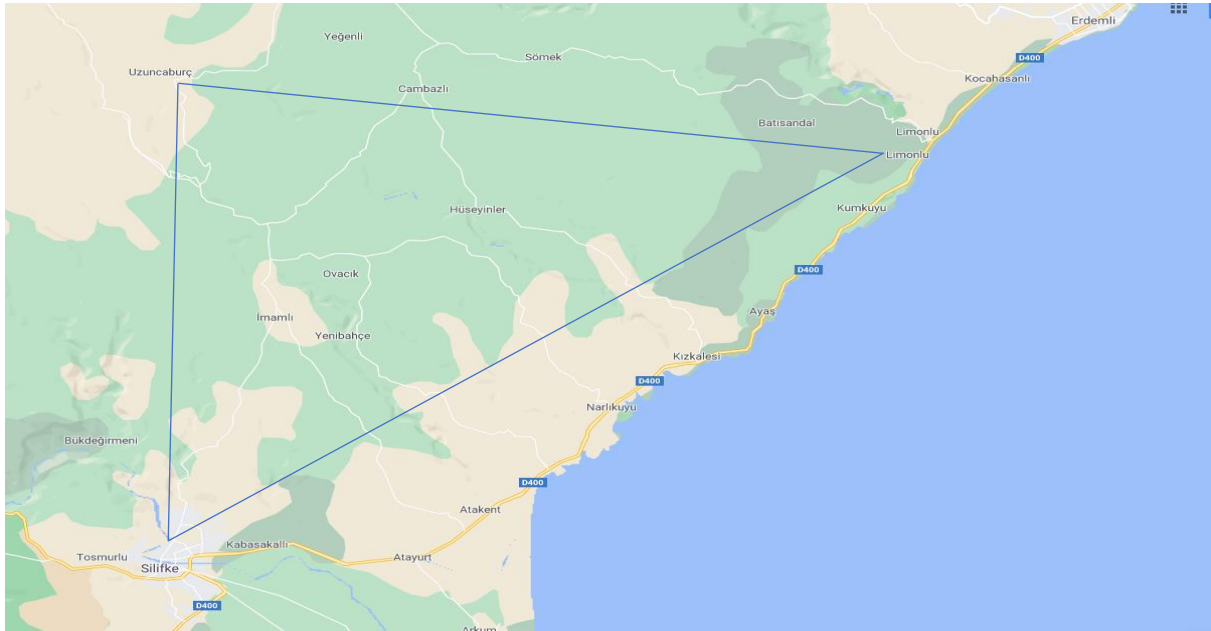 Erdemli
Yeğenli
D400
Sömek
Uzuncaburç
Kocahasanlı
Cambazlı
Batısandal
Limonlu
Limonlu
Hüseyinler
Kumkuyu
D400
Ovacık
Ayaş
İmamlı
Yenibahçe
Kızkalesi
D400
Narlıkuyu
Bükdeğirmeni
D400
Atakent
Kabasakallı
Tosmurlu
Atayurt
Silifke
D400
Arkum